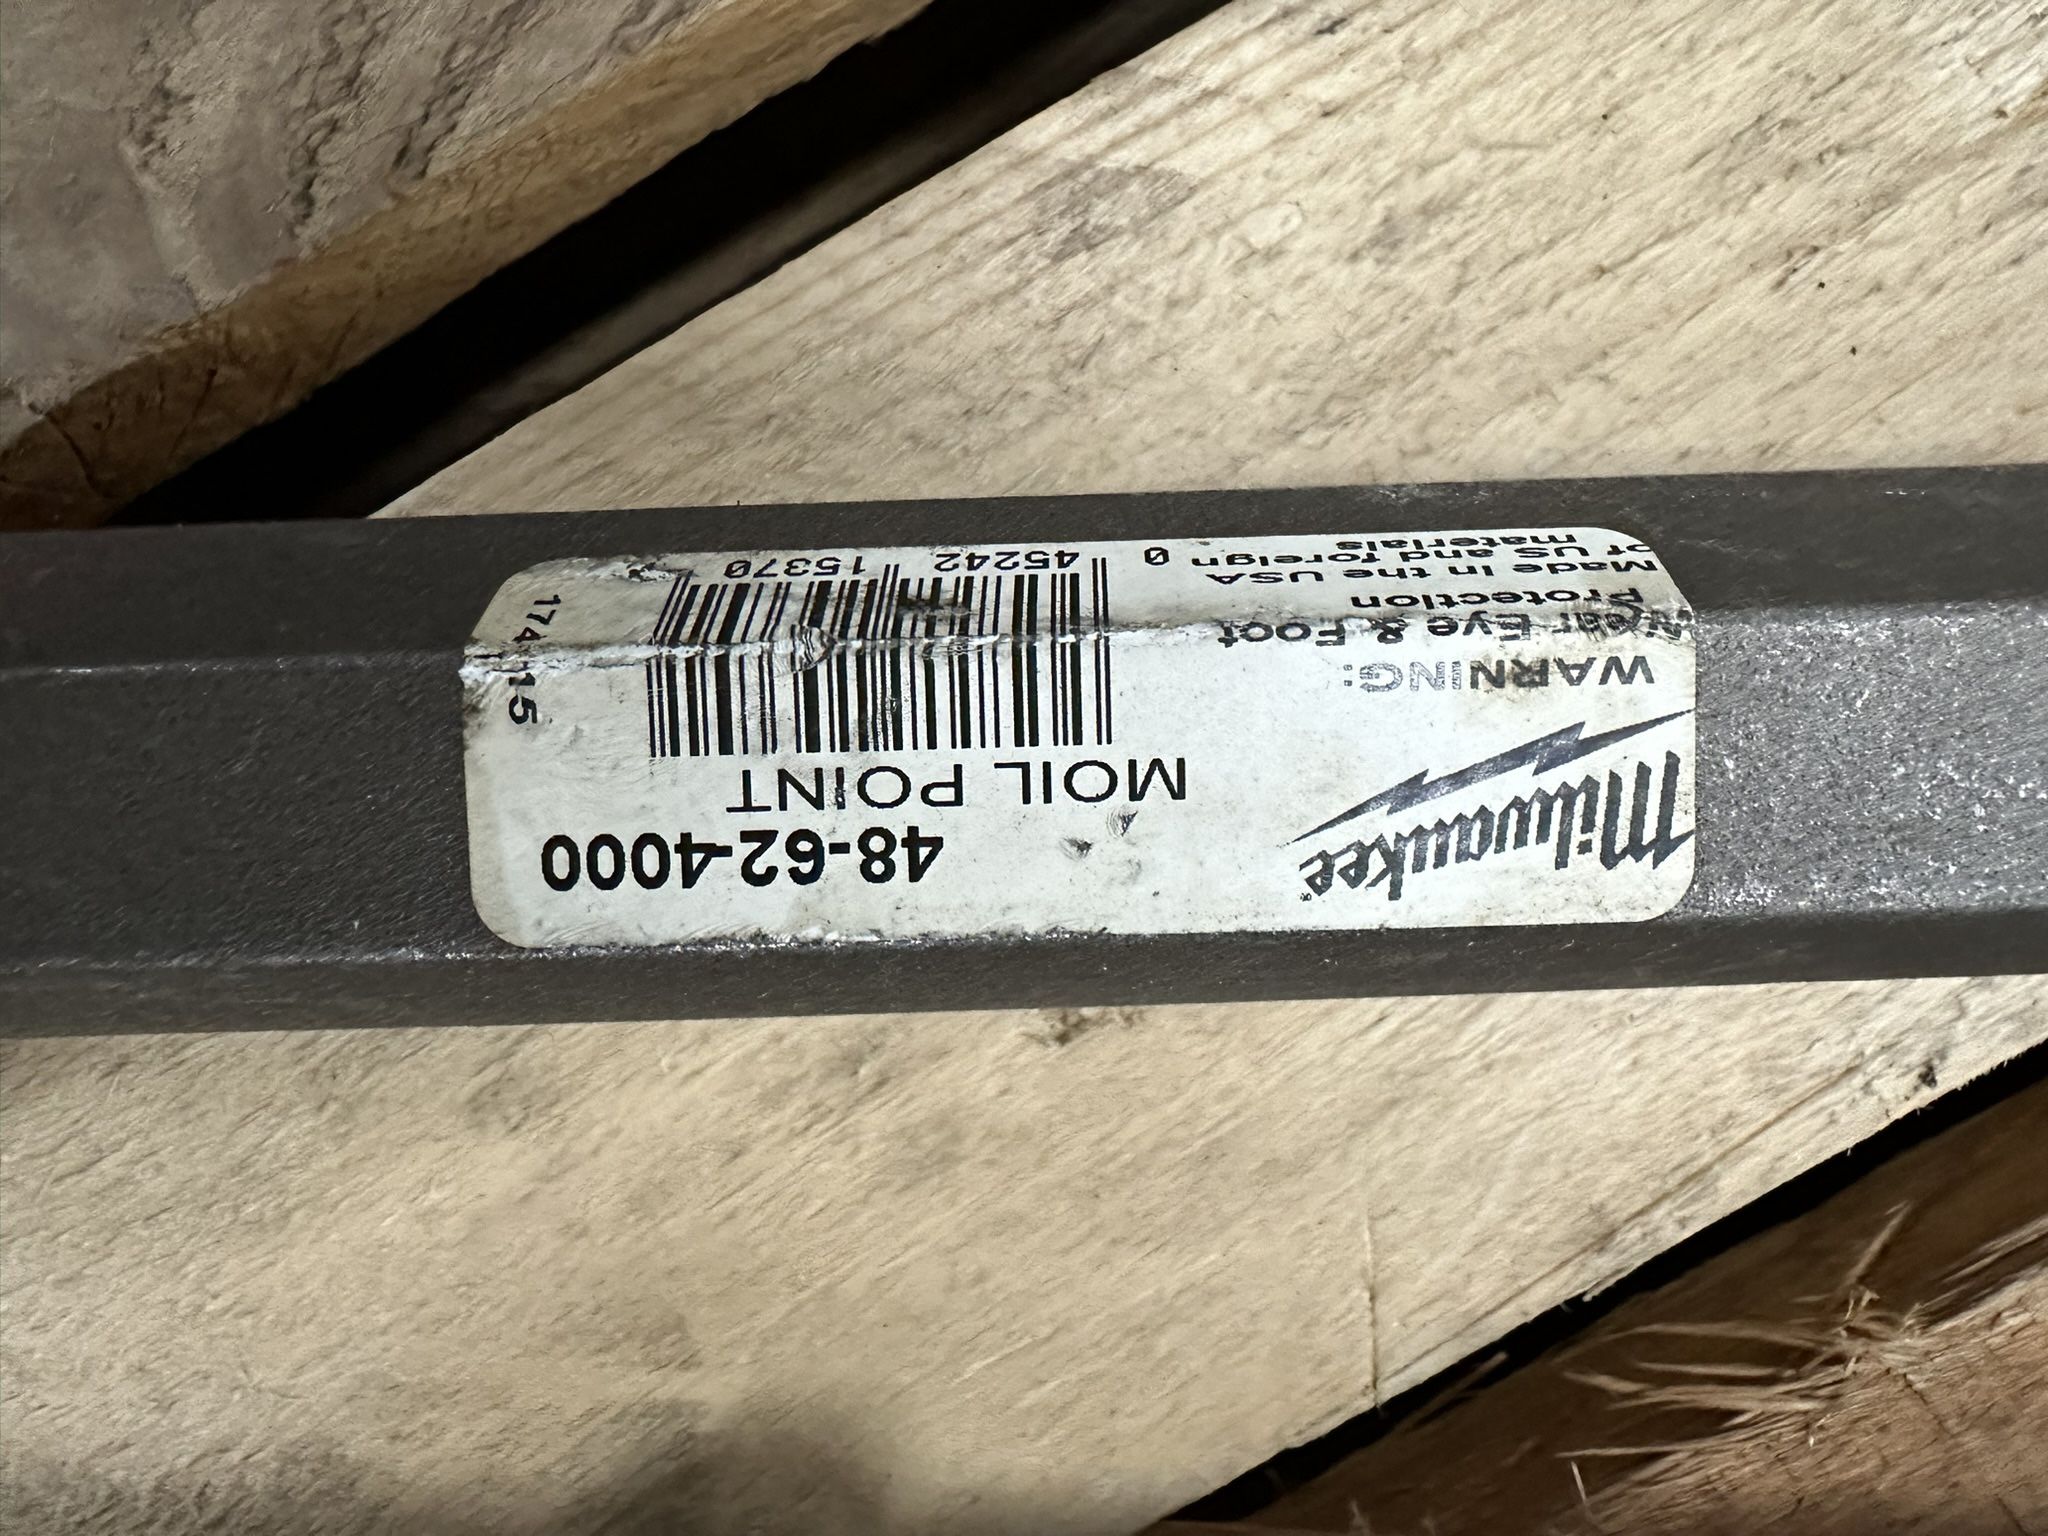 Milwaukee
WARNING:
Wear Eye & Foot
Protection
Made in the USA
of US and foreign
materials
48-62-4000
MOIL POINT
0 45242 15370
15